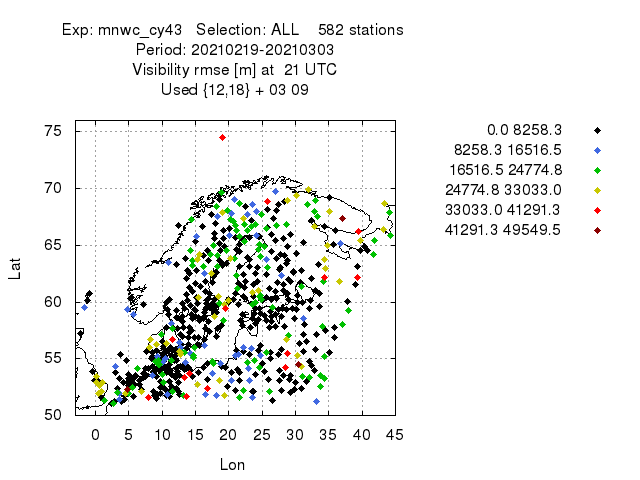 Exp: mnwc_cy43 Selection: ALL 582 stations
Period: 20210219-20210303
Visibility rmse [m] at 21 UTC
Used {12,18} + 03 09
0.0 8258.3
8258.3 16516.5
16516.5 24774.8
24774.8 33033.0
33033.0 41291.3
41291.3 49549.5
75
70
65
60
55
50
Lat
0 5 10 15 20 25 30 35 40 45
Lon